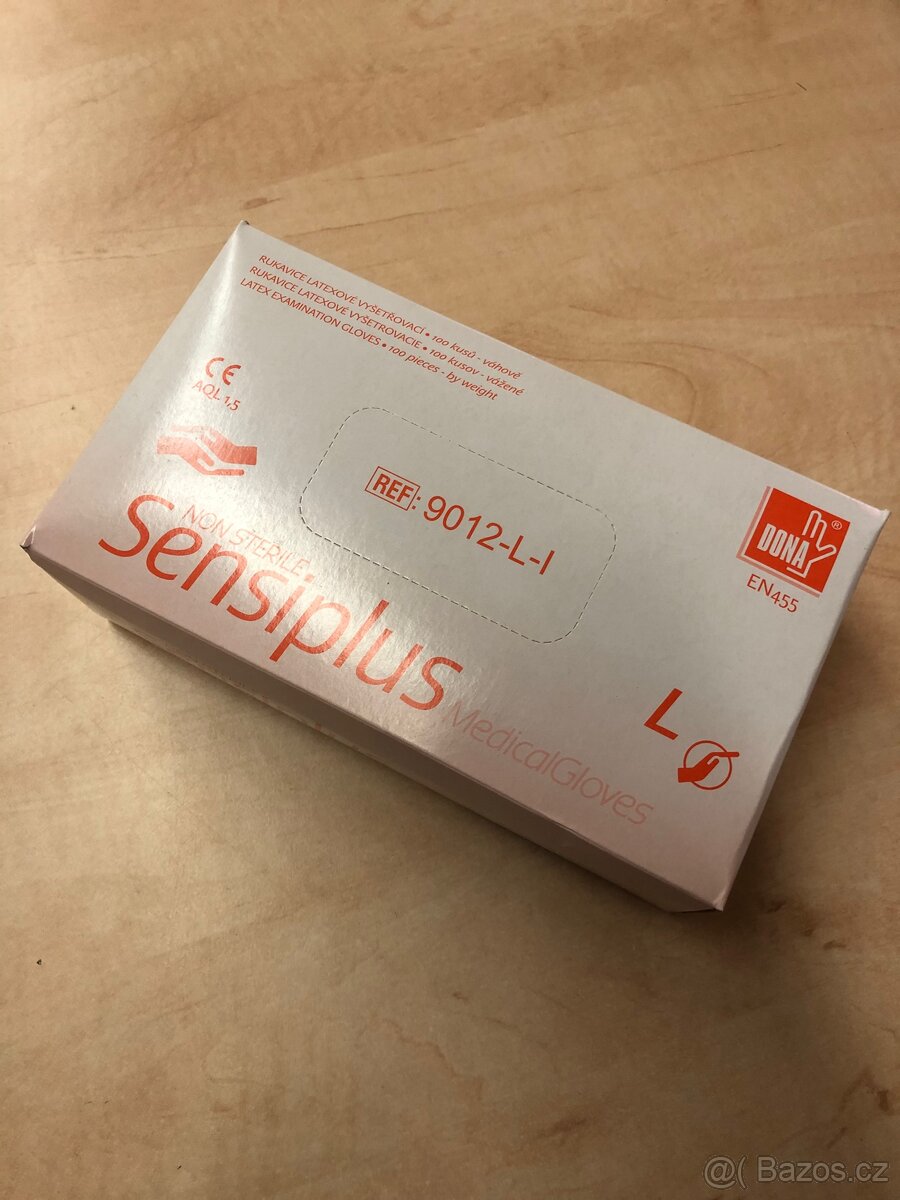 RUKAVICE LATEXOVÉ VYŠETŘOVACÍ • 100 kusů - váhově
RUKAVICE LATEXOVÉ VYŠETROVACIE • 100 kusov - vážené
LATEX EXAMINATION GLOVES • 100 pieces - by weight
CE
AQL 1,5
REF: 9012-L-I
NON STERILE
Sensiplus
MedicalGloves
DONA ®
EN455
L
@( Bazos.cz